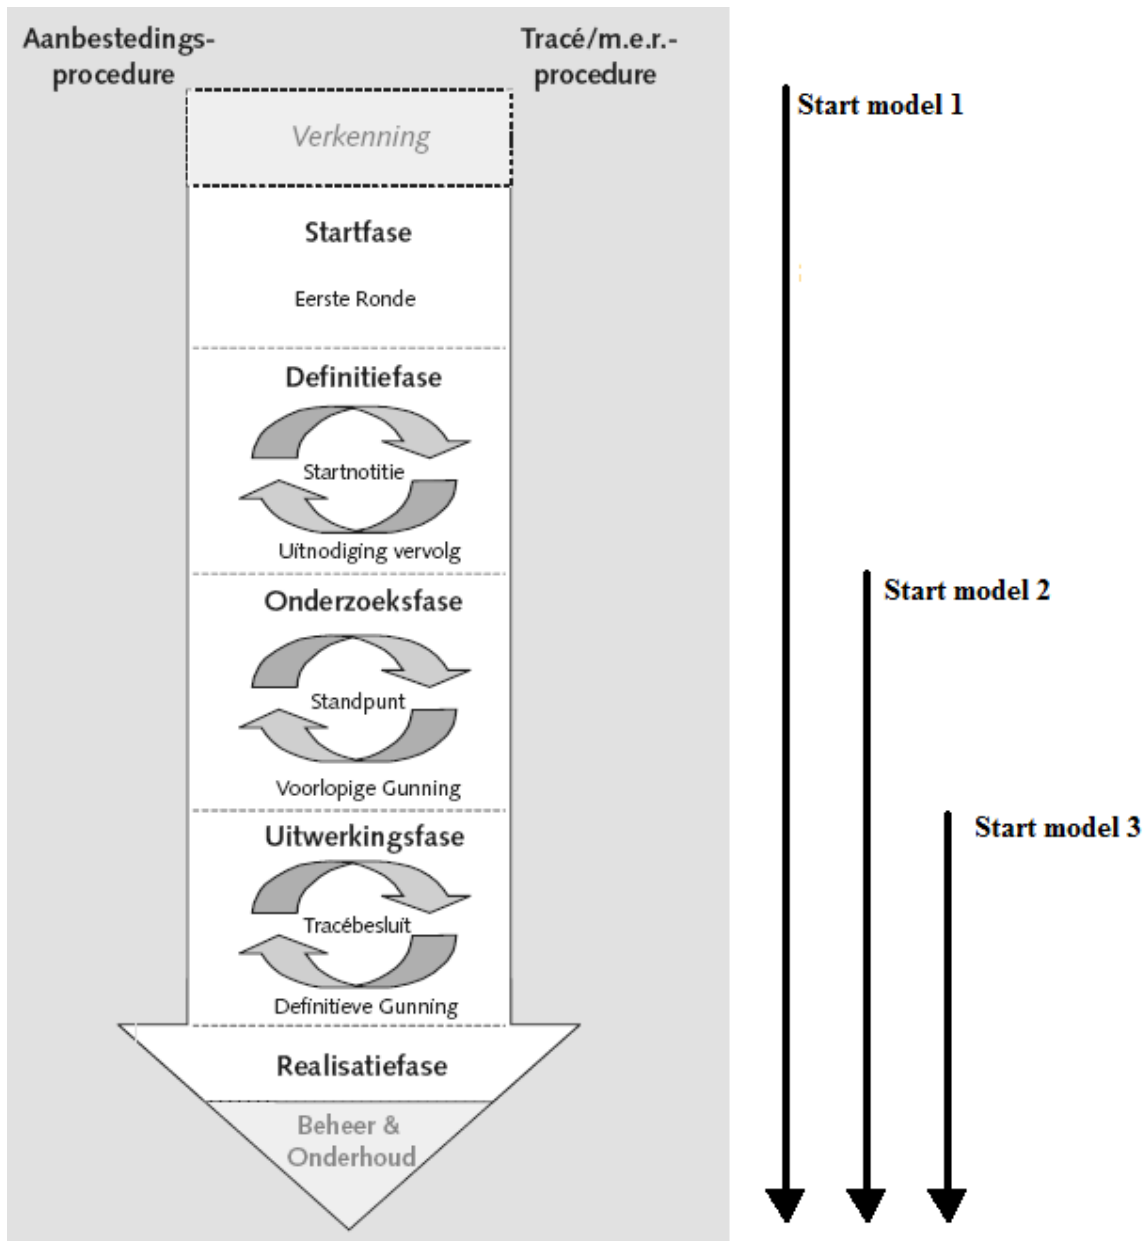 Aanbestedings-
procedure
Tracé/m.e.r.-
procedure
Verkenning
Startfase
Eerste Ronde
Definitiefase
Startnotitie
Uitnodiging vervolg
Onderzoeksfase
Standpunt
Voorlopige Gunning
Uitwerkingsfase
Tracébesluit
Definitieve Gunning
Realisatiefase
Beheer &
Onderhoud
Start model 1
Start model 2
Start model 3